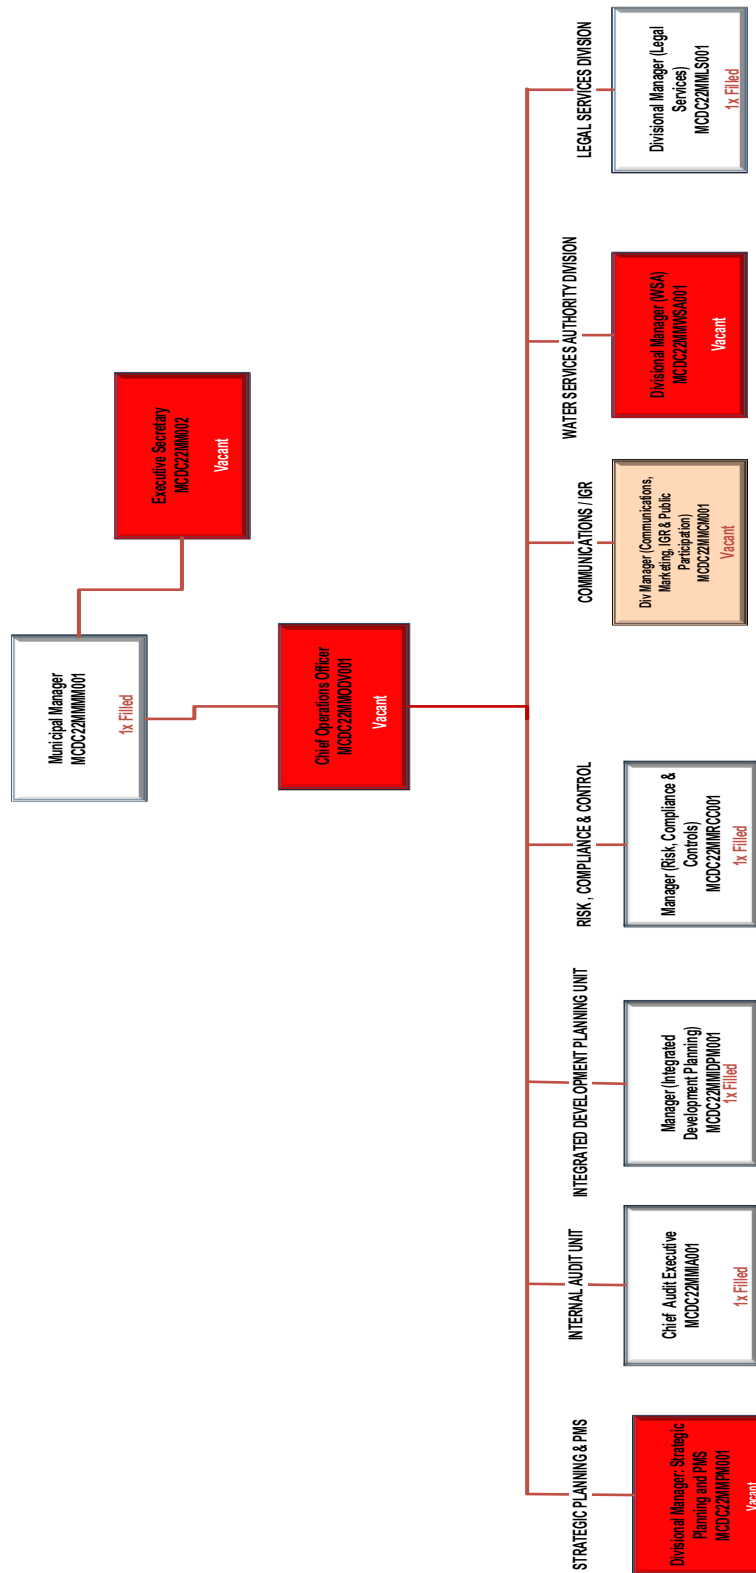 Municipal Manager
MCDC22MMMM001
1x Filled
Executive Secretary
MCDC22MM002
Vacant
Chief Operations Officer
MCDC22MMODV001
Vacant
STRATEGIC PLANNING & PMS
Divisional Manager: Strategic
Planning and PMS
MCDC22MMPM001
Vacant
INTERNAL AUDIT UNIT
Chief Audit Executive
MCDC22MMIA001
1x Filled
INTEGRATED DEVELOPMENT PLANNING UNIT
Manager (Integrated
Development Planning)
MCDC22MMIDPM001
1x Filled
RISK , COMPLIANCE & CONTROL
Manager (Risk, Compliance &
Controls)
MCDC22MMRCC001
1x Filled
COMMUNICATIONS / IGR
Div Manager (Communications,
Marketing, IGR & Public
Participation)
MCDC22MMCM001
Vacant
WATER SERVICES AUTHORITY DIVISION
Divisional Manager (WSA)
MCDC22MMWSA001
Vacant
LEGAL SERVICES DIVISION
Divisional Manager (Legal
Services)
MCDC22MMLS001
1x Filled